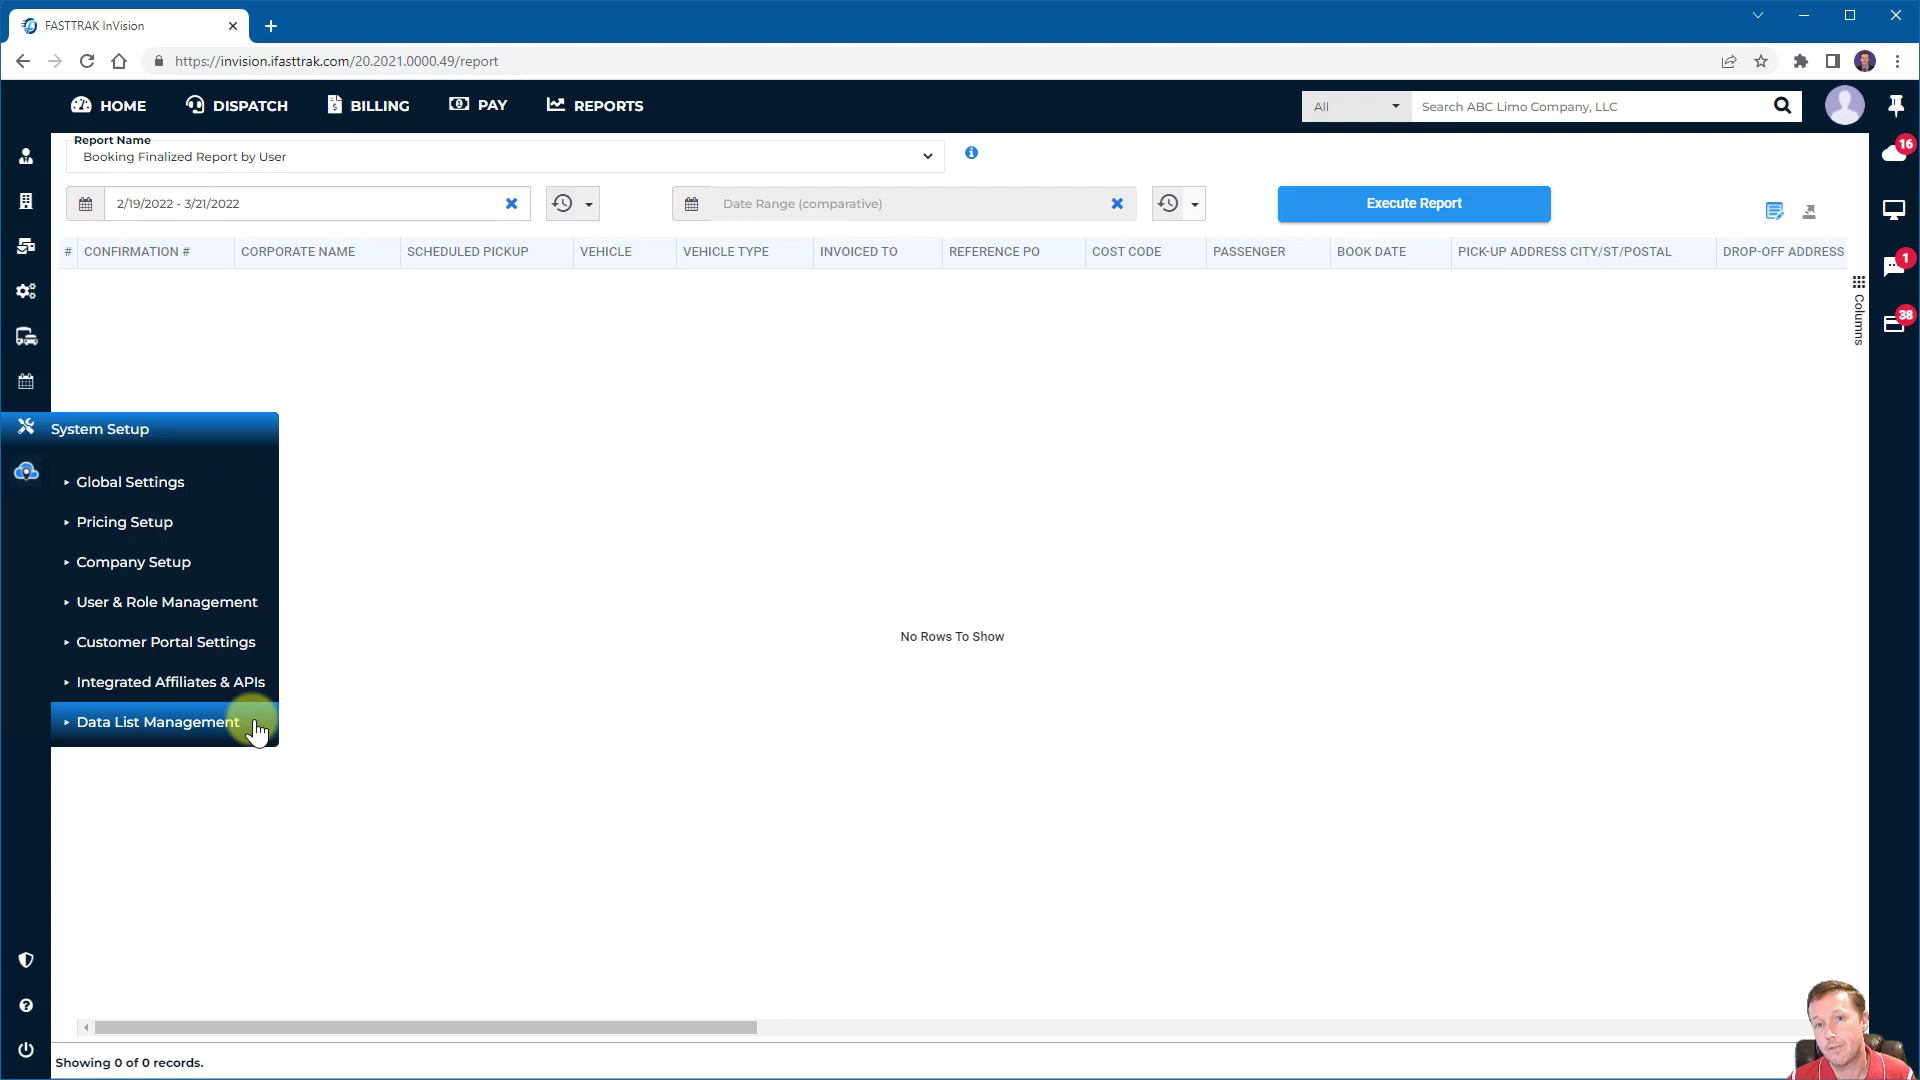 FASTTRAK InVision
https://invision.ifasttrak.com/20.2021.0000.49/report
HOME DISPATCH BILLING PAY REPORTS
All Search ABC Limo Company, LLC
Report Name
Booking Finalized Report by User
16
2/19/2022 - 3/21/2022 Date Range (comparative) Execute Report
# CONFIRMATION # CORPORATE NAME SCHEDULED PICKUP VEHICLE VEHICLE TYPE INVOICED TO REFERENCE PO COST CODE PASSENGER BOOK DATE PICK-UP ADDRESS CITY/ST/POSTAL DROP-OFF ADDRESS
1
Columns
38
System Setup
Global Settings
Pricing Setup
Company Setup
User & Role Management
Customer Portal Settings
Integrated Affiliates & APIs
Data List Management
No Rows To Show
Showing 0 of 0 records.